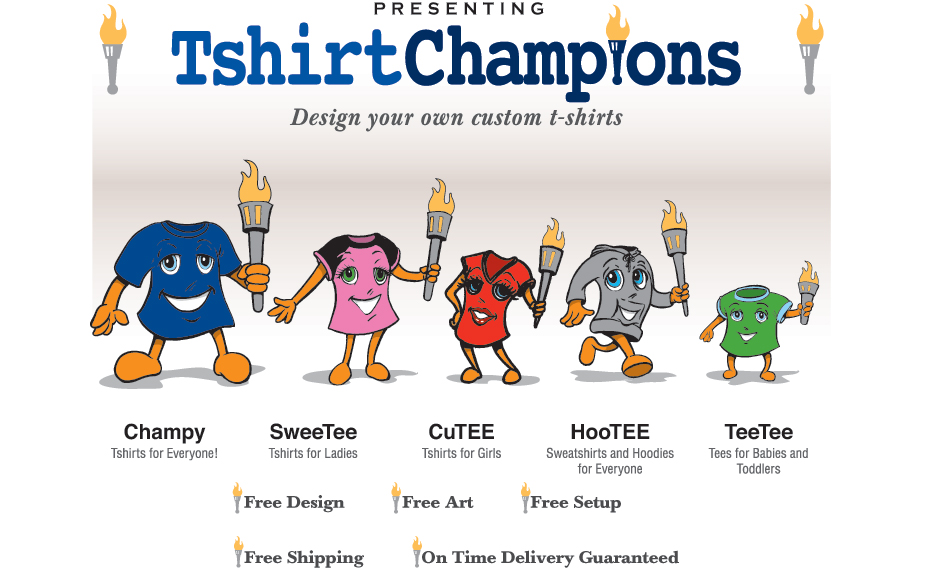 PRESENTING
TshirtChampions
Design your own custom t-shirts
Champy
Tshirts for Everyone!
SweeTee
Tshirts for Ladies
CuTEE
Tshirts for Girls
HooTEE
Sweatshirts and Hoodies
for Everyone
TeeTee
Tees for Babies and
Toddlers
Free Design
Free Art
Free Setup
Free Shipping
On Time Delivery Guaranteed